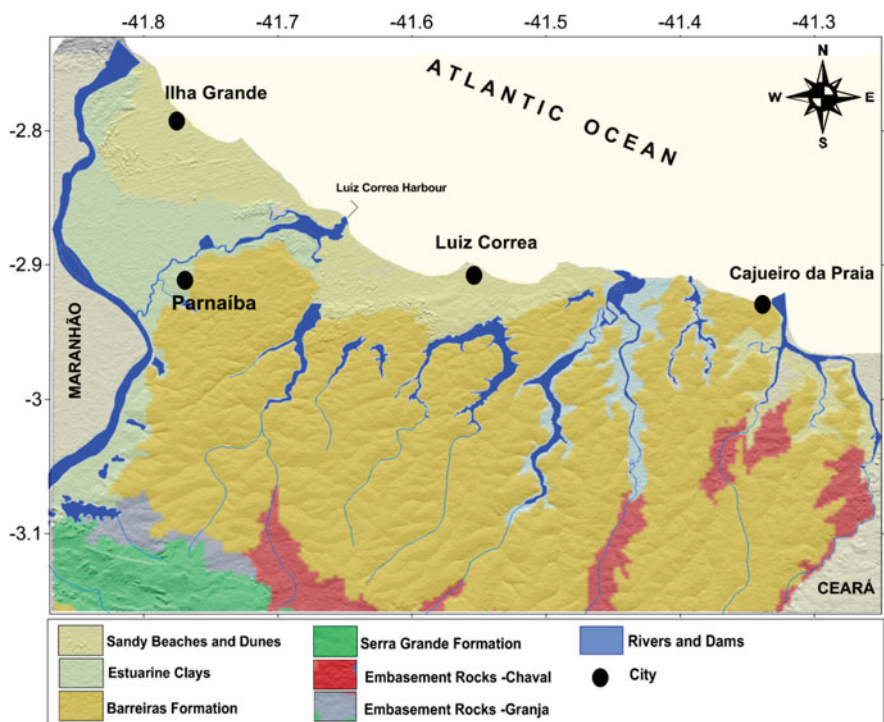 -41.8 -41.7 -41.6 -41.5 -41.4 -41.3
ATLANTIC OCEAN
N
W E
S
Ilha Grande
-2.8
Luiz Correa Harbour
Luiz Correa
-2.9
Cajueiro da Praia
Parnaíba
MARANHÃO
-3
-3.1
CEARÁ
Sandy Beaches and Dunes
Serra Grande Formation
Rivers and Dams
Estuarine Clays
Embasement Rocks -Chaval
City
Barreiras Formation
Embasement Rocks -Granja